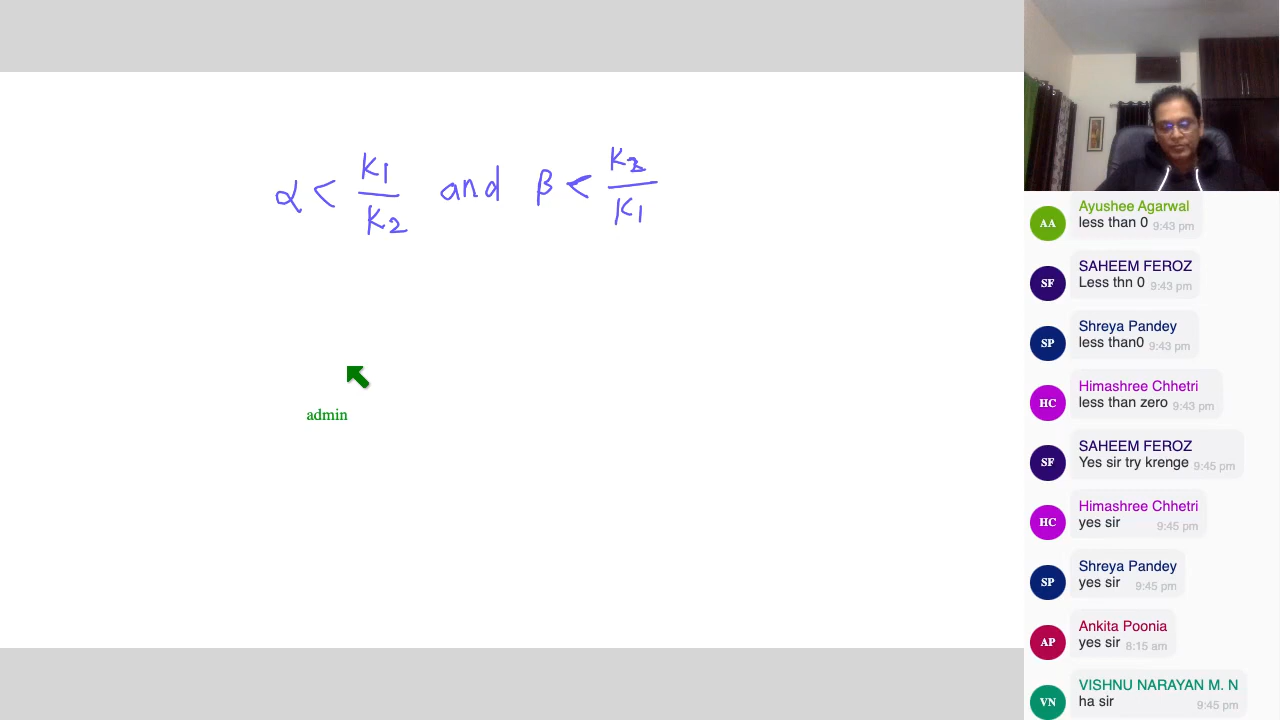 α < K1/K2 and β < K2/K1
admin
AA
Ayushee Agarwal
less than 0 9:43 pm
SF
SAHEEM FEROZ
Less thn 0 9:43 pm
SP
Shreya Pandey
less than0 9:43 pm
HC
Himashree Chhetri
less than zero 9:43 pm
SF
SAHEEM FEROZ
Yes sir try krenge 9:45 pm
HC
Himashree Chhetri
yes sir 9:45 pm
SP
Shreya Pandey
yes sir 9:45 pm
AP
Ankita Poonia
yes sir 8:15 am
VN
VISHNU NARAYAN M. N
ha sir 9:45 pm